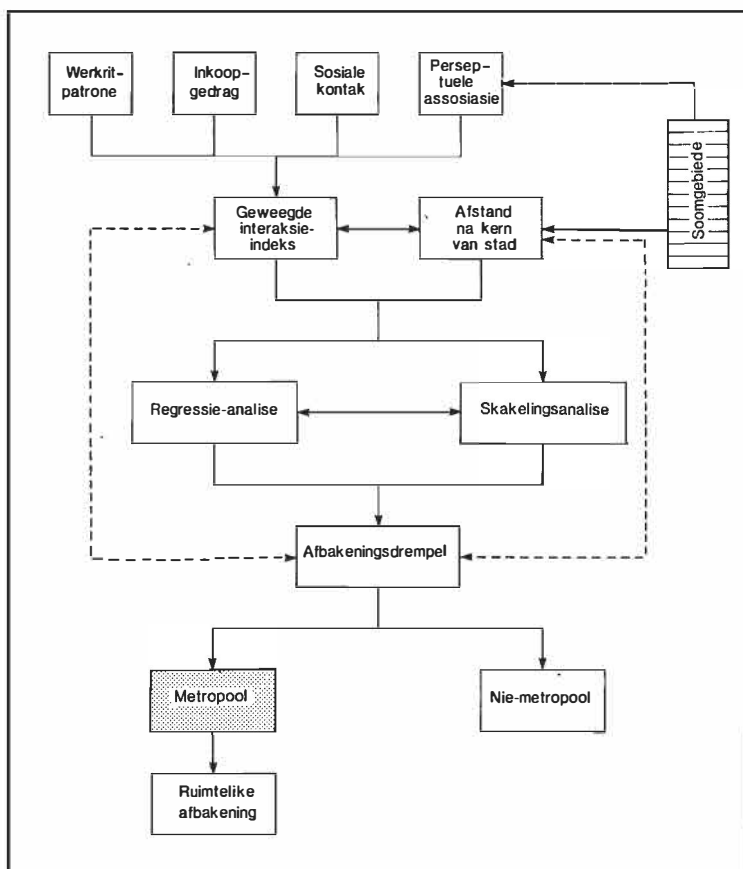 Werkrit-
patrone
Inkoop-
gedrag
Sosiale
kontak
Persep-
tuele
assosiasie
Soomgebiede
Geweegde
interaksie-
indeks
Afstand
na kern
van stad
Regressie-analise
Skakelingsanalise
Afbakeningsdrempel
Metropool
Nie-metropool
Ruimtelike
afbakening